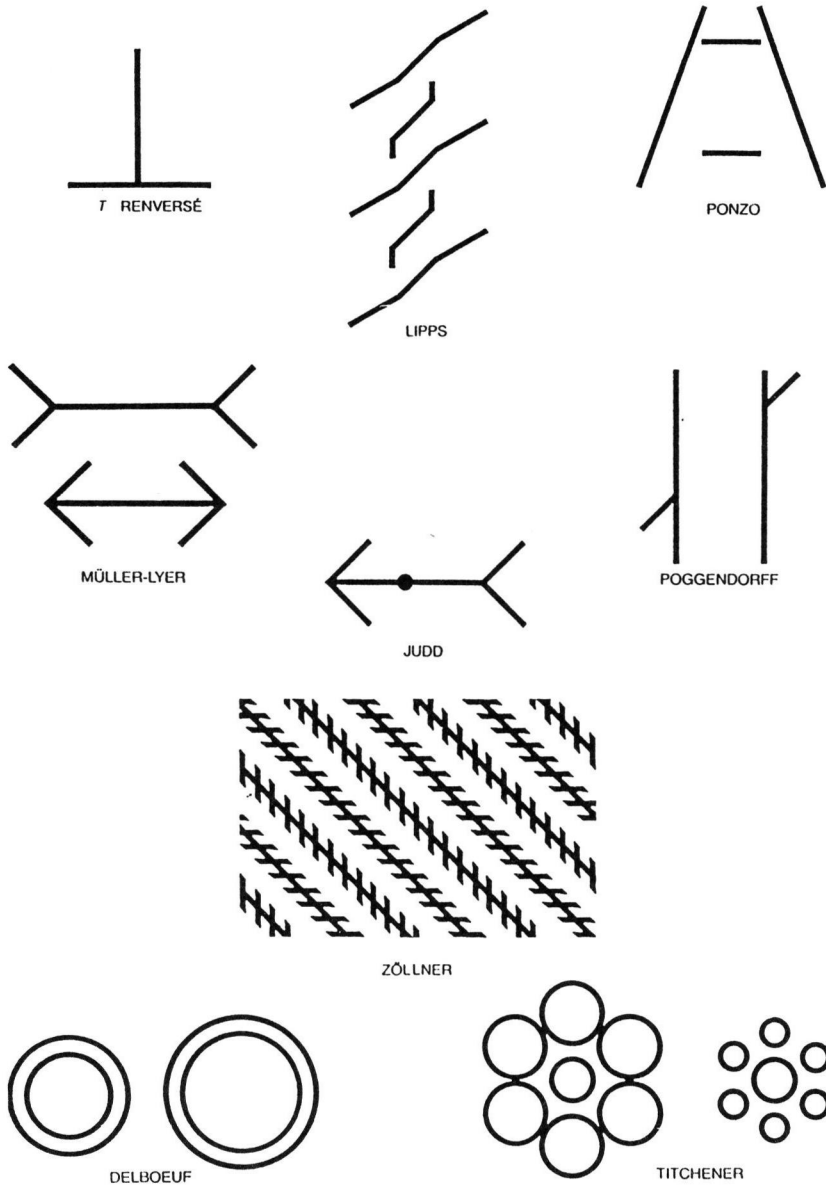 T RENVERSÉ
LIPPS
PONZO
MÜLLER-LYER
JUDD
POGGENDORFF
ZÖLLNER
DELBOEUF
TITCHENER